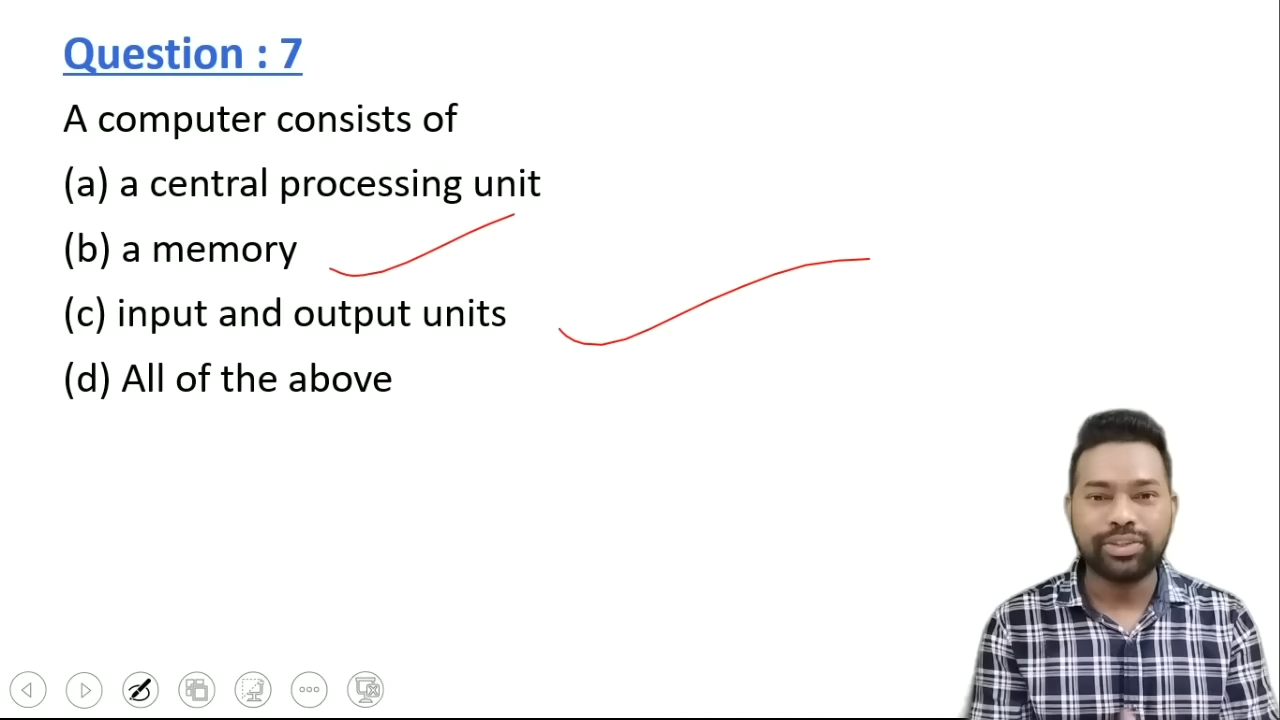 Question : 7
A computer consists of
(a) a central processing unit
(b) a memory
(c) input and output units
(d) All of the above